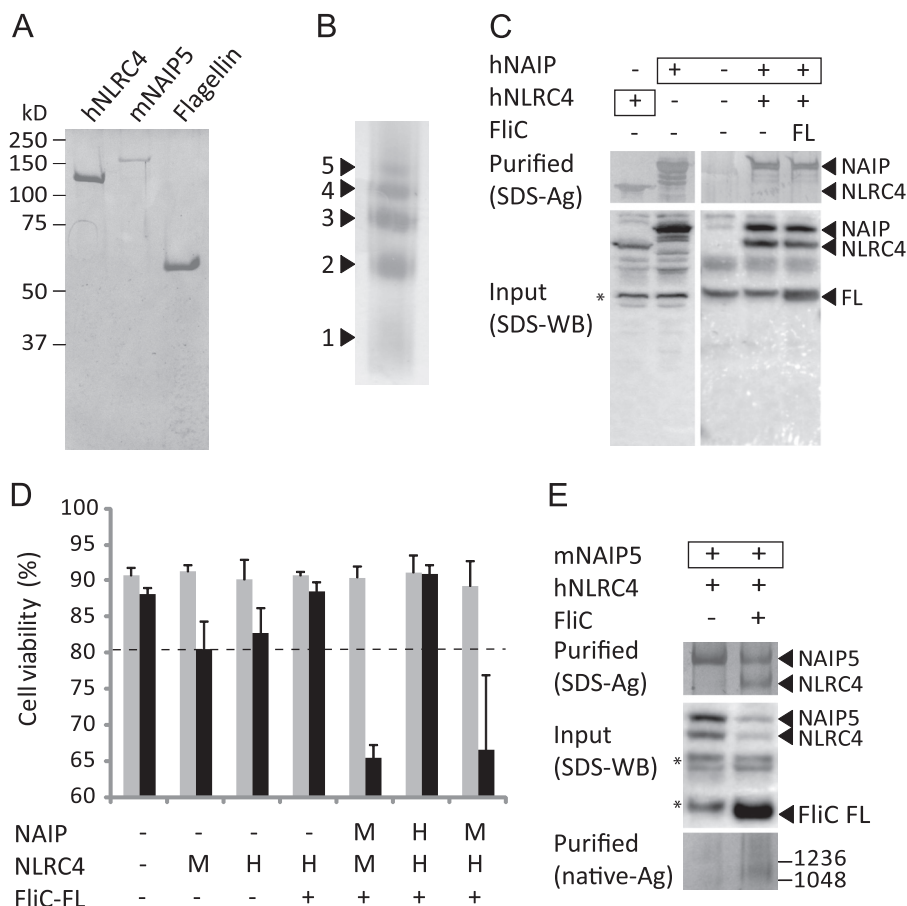 A
hNLRC4 mNAIP5 Flagellin
kD
250
150
100
75
50
37
B
5
4
3
2
1
C
hNAIP - + - + +
hNLRC4 + - - + +
FliC - - - - FL
Purified
(SDS-Ag)
NAIP
NLRC4
Input
(SDS-WB)
*
NAIP
NLRC4
FL
D
Cell viability (%)
100
95
90
85
80
75
70
65
60
NAIP - - - - M H M
NLRC4 - M H H M H H
FliC-FL - - - + + + +
E
mNAIP5 + +
hNLRC4 + +
FliC - +
Purified
(SDS-Ag)
NAIP5
NLRC4
Input
(SDS-WB)
NAIP5
NLRC4
*
*
FliC FL
Purified
(native-Ag)
1236
1048